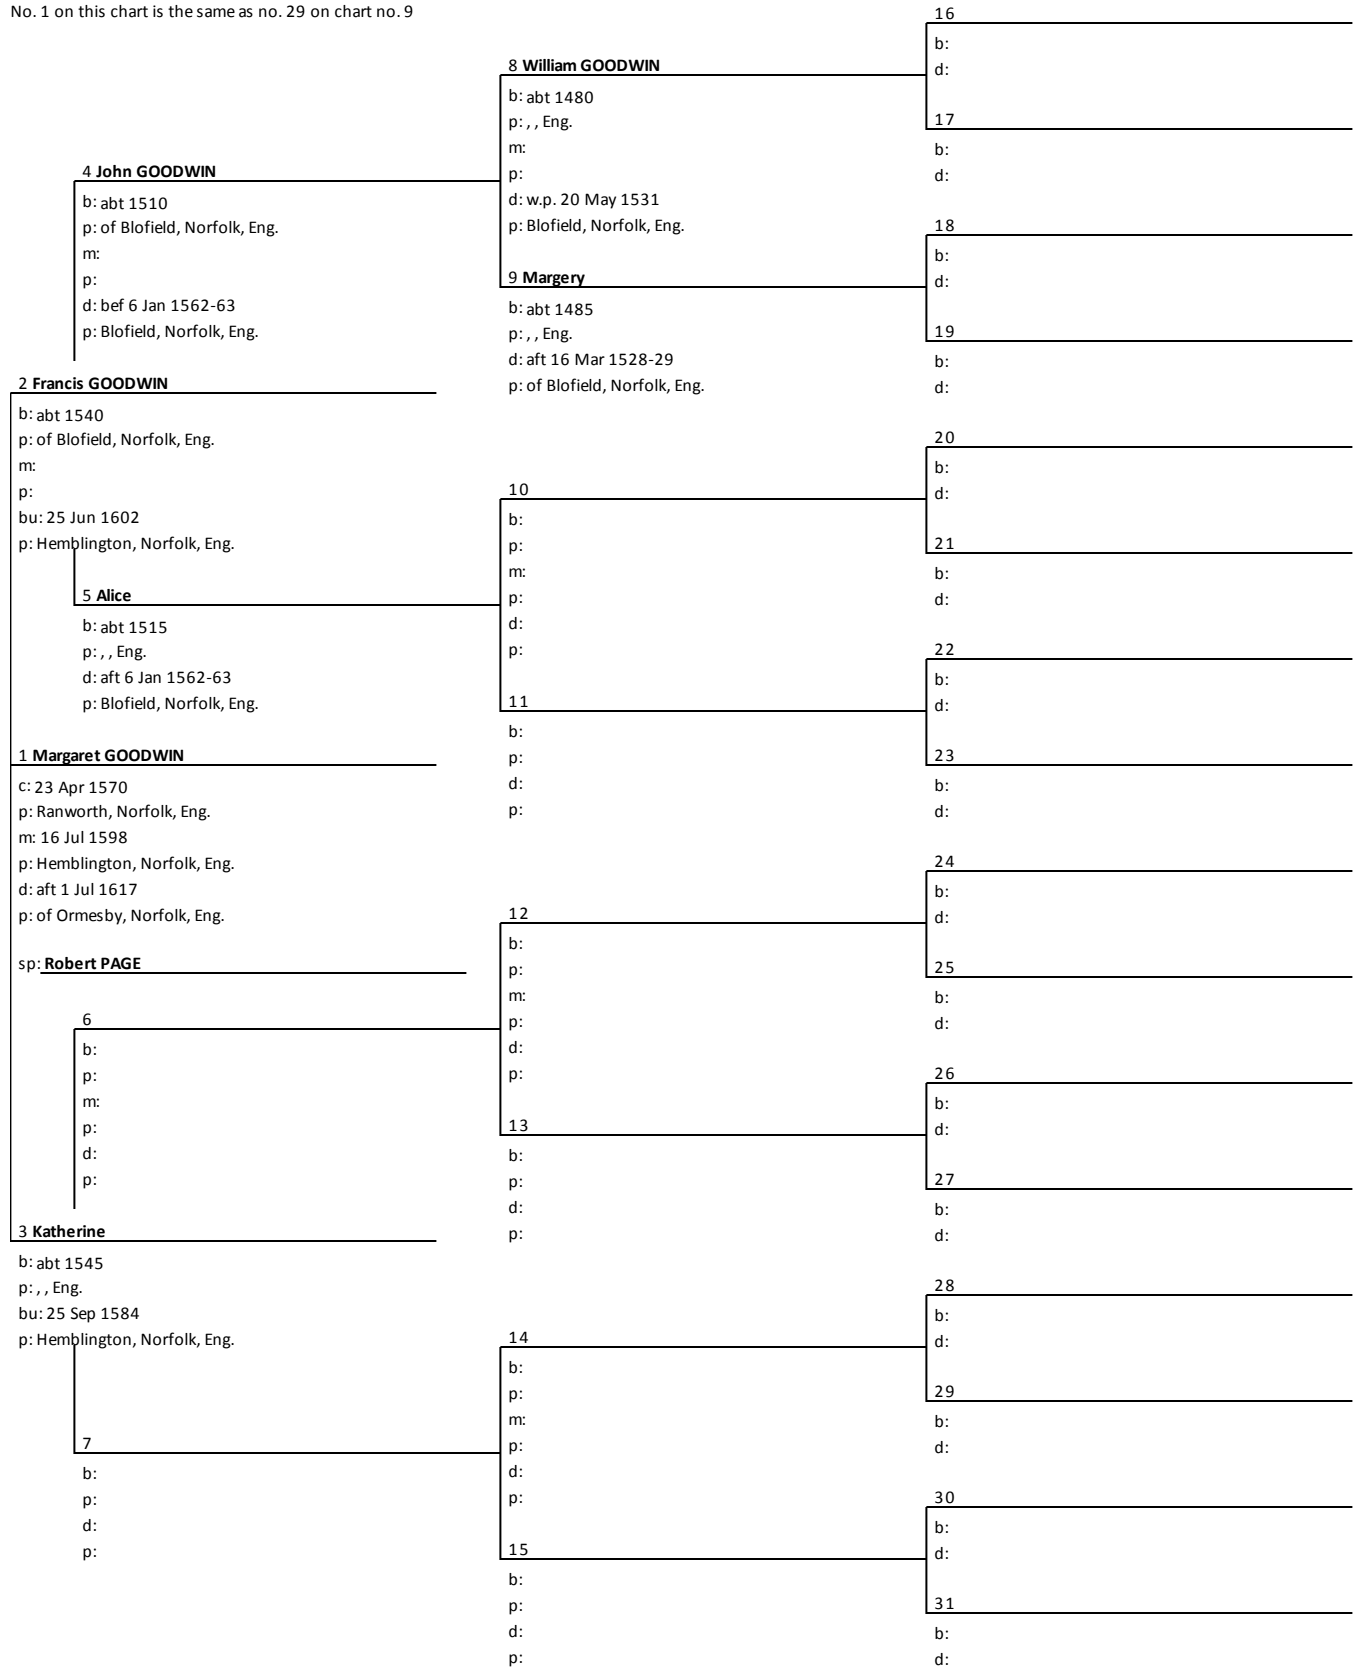 No. 1 on this chart is the same as no. 29 on chart no. 9
16
b:
d:
8 William GOODWIN
b: abt 1480
p: , , Eng.
m:
p:
d: w.p. 20 May 1531
p: Blofield, Norfolk, Eng.
17
b:
d:
4 John GOODWIN
b: abt 1510
p: of Blofield, Norfolk, Eng.
m:
p:
d: bef 6 Jan 1562-63
p: Blofield, Norfolk, Eng.
18
b:
d:
9 Margery
b: abt 1485
p: , , Eng.
d: aft 16 Mar 1528-29
p: of Blofield, Norfolk, Eng.
19
b:
d:
2 Francis GOODWIN
b: abt 1540
p: of Blofield, Norfolk, Eng.
m:
p:
bu: 25 Jun 1602
p: Hemblington, Norfolk, Eng.
20
b:
d:
10
b:
p:
m:
p:
d:
p:
21
b:
d:
5 Alice
b: abt 1515
p: , , Eng.
d: aft 6 Jan 1562-63
p: Blofield, Norfolk, Eng.
22
b:
d:
11
b:
p:
d:
p:
23
b:
d:
1 Margaret GOODWIN
c: 23 Apr 1570
p: Ranworth, Norfolk, Eng.
m: 16 Jul 1598
p: Hemblington, Norfolk, Eng.
d: aft 1 Jul 1617
p: of Ormesby, Norfolk, Eng.
sp: Robert PAGE
24
b:
d:
12
b:
p:
m:
p:
d:
p:
25
b:
d:
6
b:
p:
m:
p:
d:
p:
26
b:
d:
13
b:
p:
d:
p:
27
b:
d:
3 Katherine
b: abt 1545
p: , , Eng.
bu: 25 Sep 1584
p: Hemblington, Norfolk, Eng.
28
b:
d:
14
b:
p:
m:
p:
d:
p:
29
b:
d:
7
b:
p:
d:
p:
30
b:
d:
15
b:
p:
d:
p:
31
b:
d: